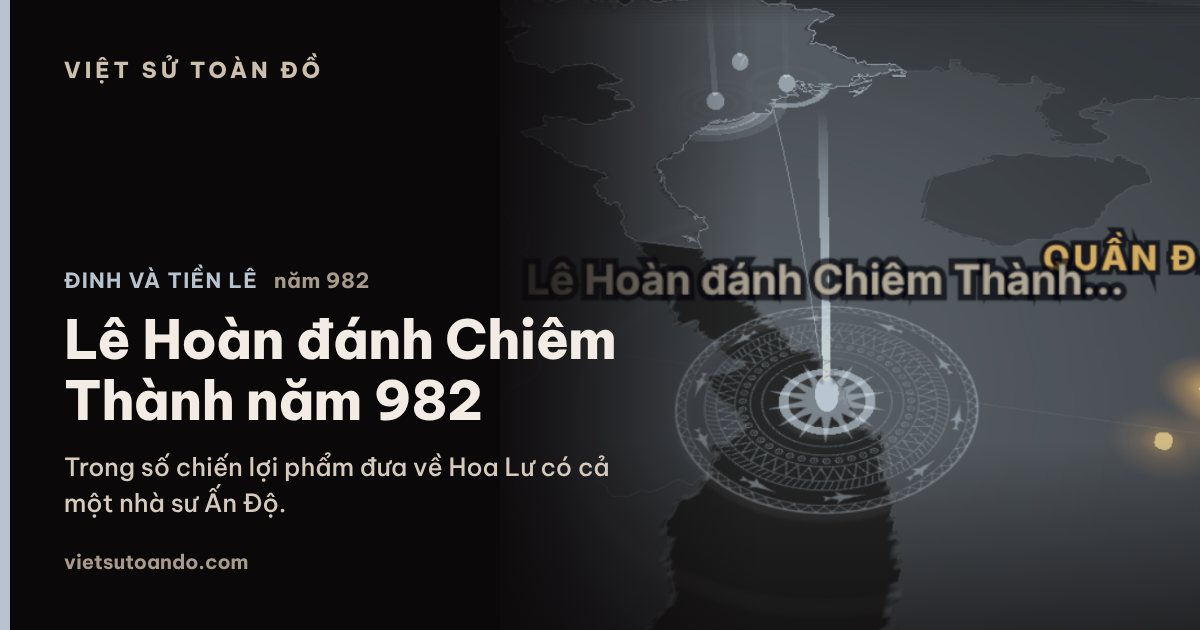 VIỆT SỬ TOÀN ĐỒ
ĐINH VÀ TIỀN LÊ năm 982
Lê Hoàn đánh Chiêm
Thành năm 982
Trong số chiến lợi phẩm đưa về Hoa Lư có cả
một nhà sư Ấn Độ.
vietsutoando.com
QUẦN Đ
Lê Hoàn đánh Chiêm Thành...